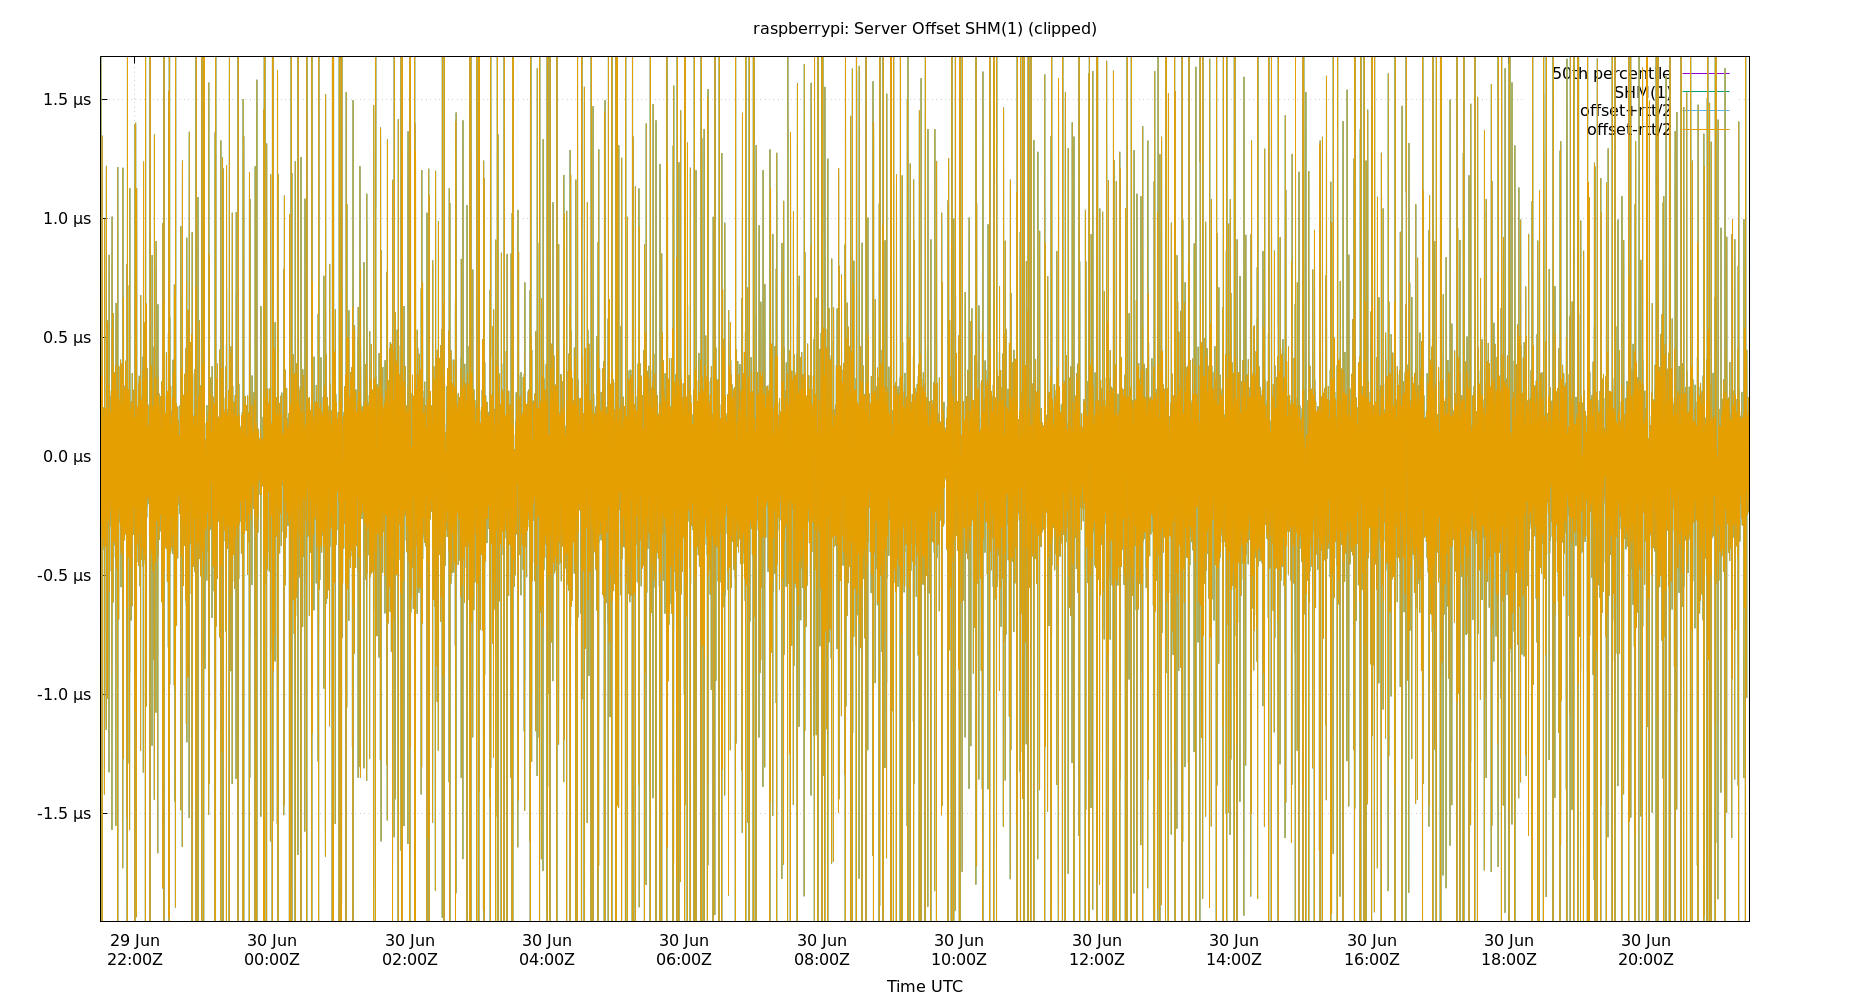 raspberrypi: Server Offset SHM(1) (clipped)
50th percentile
SHM(1)
offset+rtt/2
offset-rtt/2
1.5 µs
1.0 µs
0.5 µs
0.0 µs
-0.5 µs
-1.0 µs
-1.5 µs
29 Jun 30 Jun 30 Jun 30 Jun 30 Jun 30 Jun 30 Jun 30 Jun 30 Jun 30 Jun 30 Jun 30 Jun
22:00Z 00:00Z 02:00Z 04:00Z 06:00Z 08:00Z 10:00Z 12:00Z 14:00Z 16:00Z 18:00Z 20:00Z
Time UTC